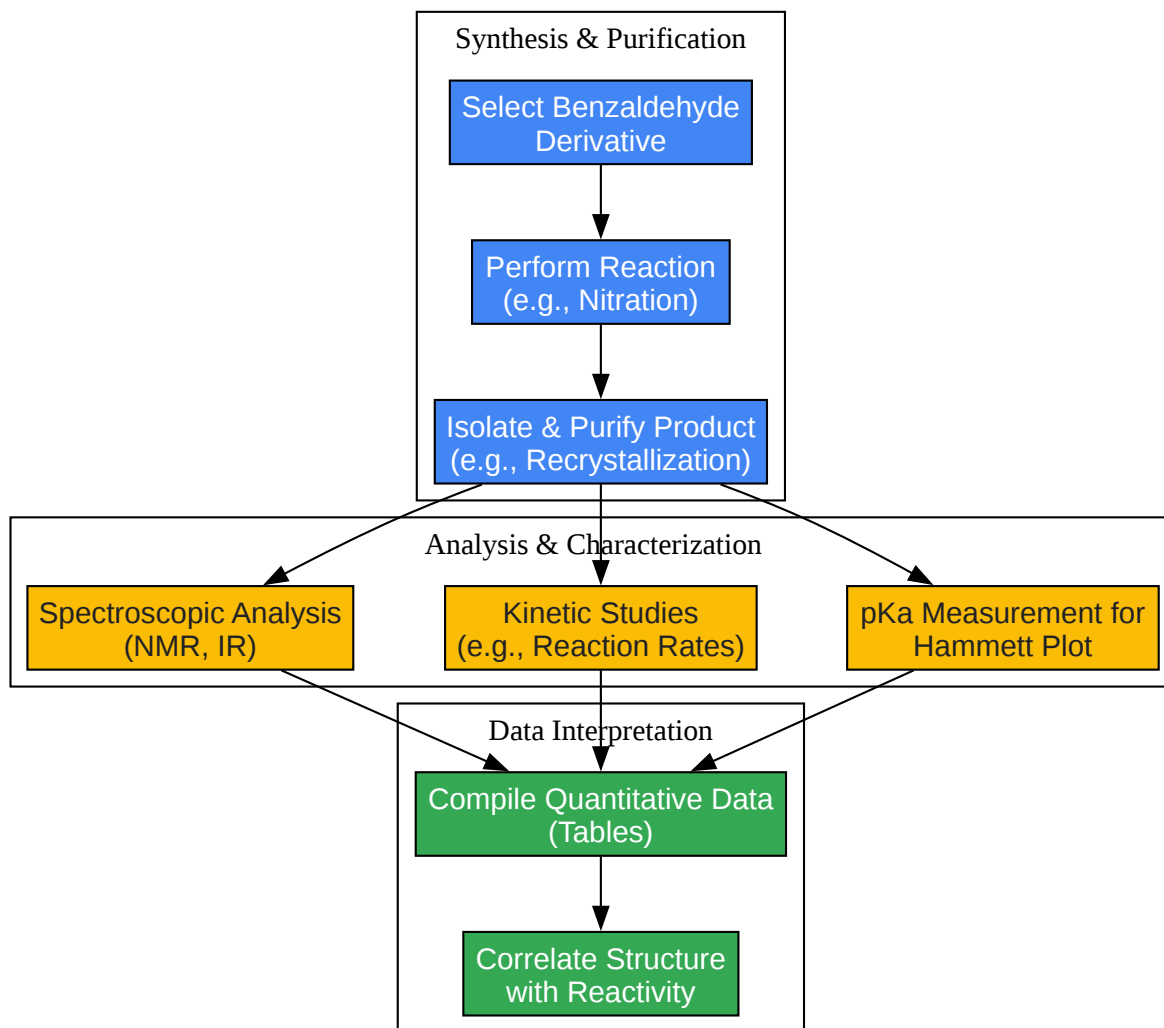 Synthesis & Purification
Select Benzaldehyde
Derivative
Perform Reaction
(e.g., Nitration)
Isolate & Purify Product
(e.g., Recrystallization)
Analysis & Characterization
Spectroscopic Analysis
(NMR, IR)
Kinetic Studies
(e.g., Reaction Rates)
pKa Measurement for
Hammett Plot
Data Interpretation
Compile Quantitative Data
(Tables)
Correlate Structure
with Reactivity